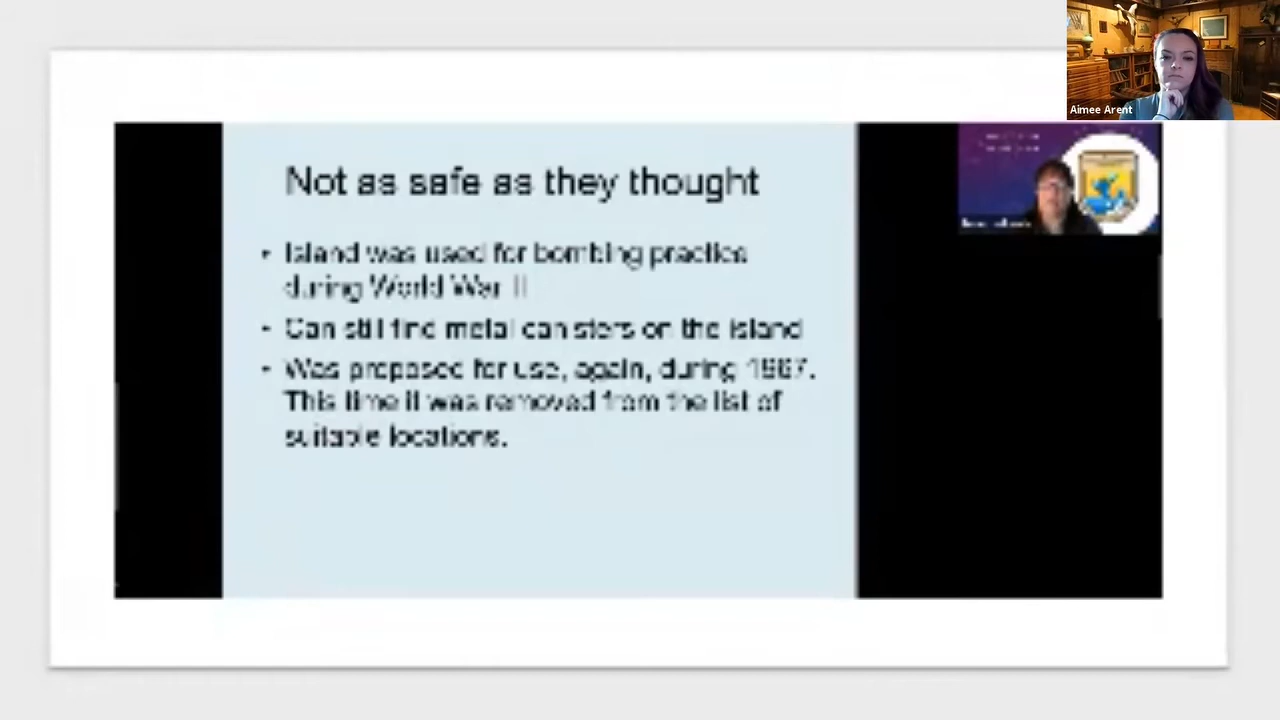 Aimee Arent
Not as safe as they thought
• Island was used for bombing practice
during World War II
• Can still find metal canisters on the island
• Was proposed for use, again, during 1967.
This time it was removed from the list of
suitable locations.